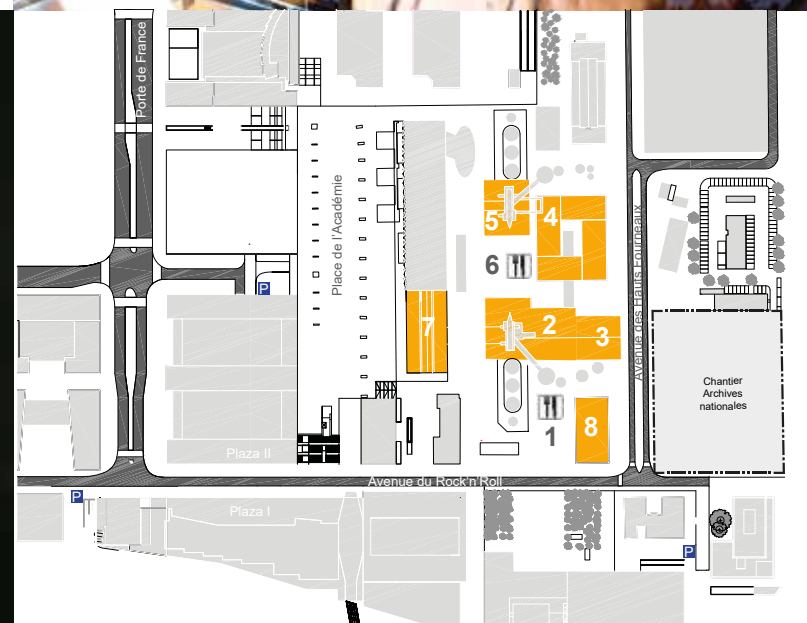 Porte de France
Place de l'Académie
5
4
Avenue des Hauts Fourneaux
6
P
7
2
3
Chantier
Archives
nationales
1
8
Plaza II
Avenue du Rock'n'Roll
P
Plaza I
P